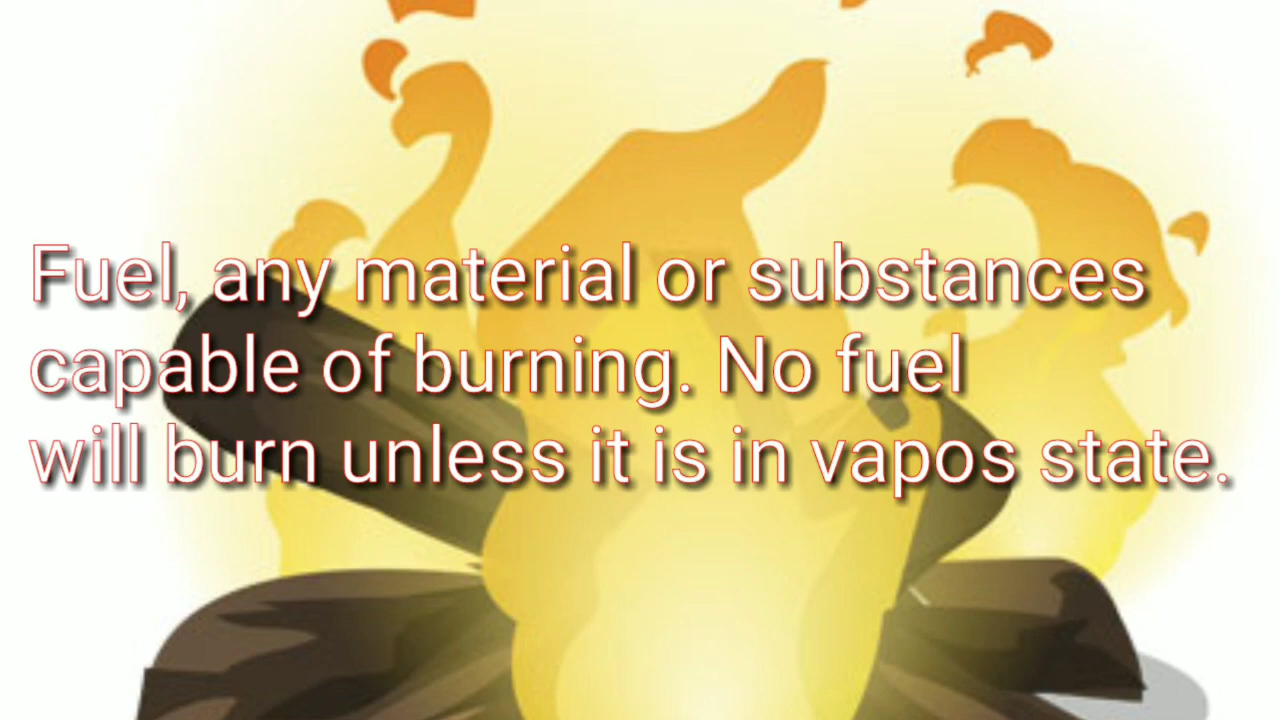 Fuel, any material or substances
capable of burning. No fuel
will burn unless it is in vapos state.